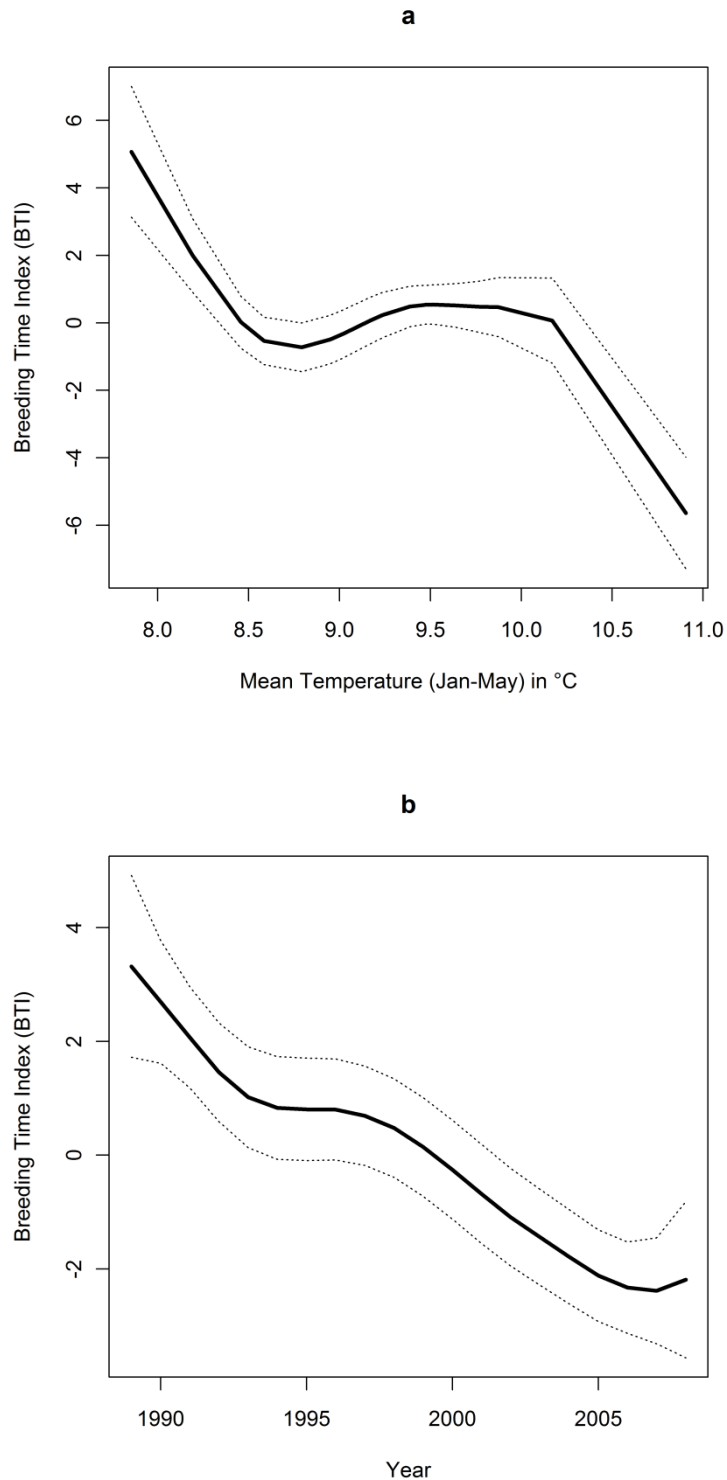 a
6
4
2
0
-2
-4
-6
Breeding Time Index (BTI)
8.0 8.5 9.0 9.5 10.0 10.5 11.0
Mean Temperature (Jan-May) in °C
b
4
2
0
-2
Breeding Time Index (BTI)
1990 1995 2000 2005
Year